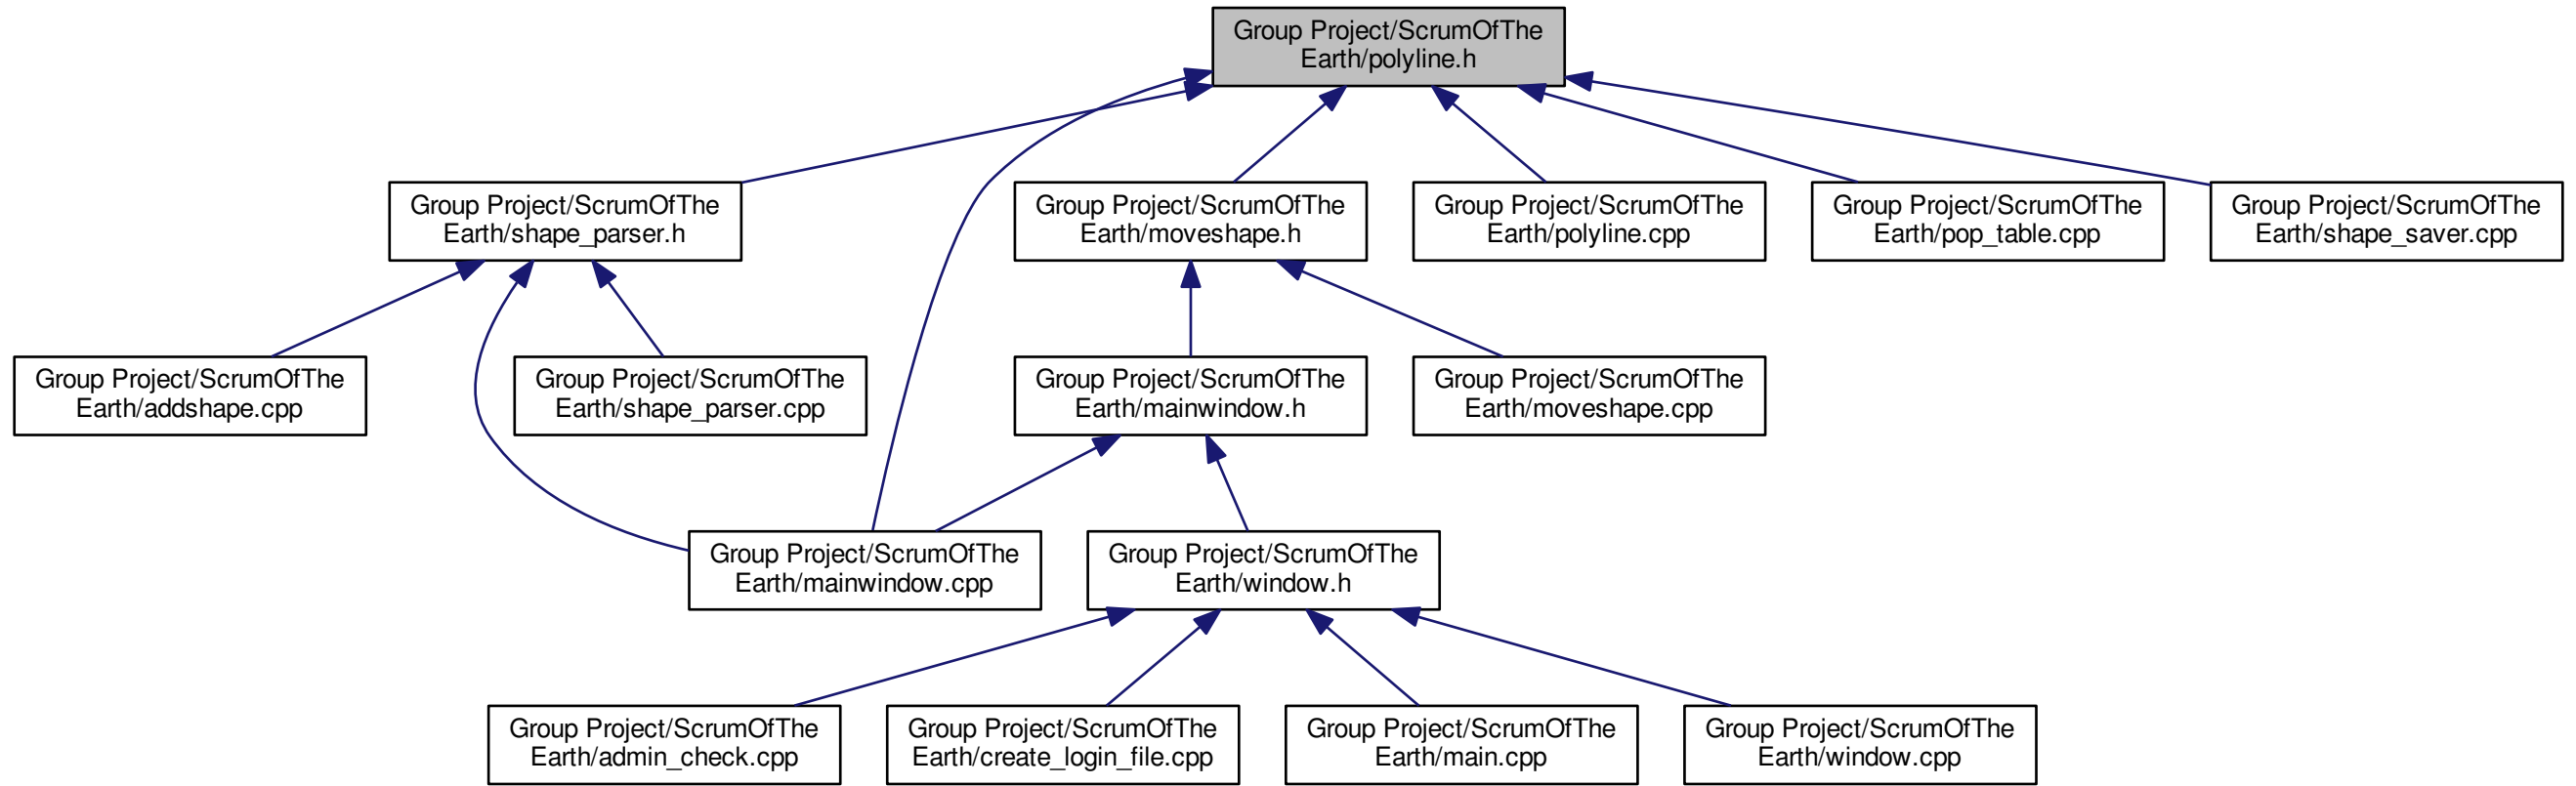 Group Project/ScrumOfThe
Earth/polyline.h
Group Project/ScrumOfThe
Earth/shape_parser.h
Group Project/ScrumOfThe
Earth/moveshape.h
Group Project/ScrumOfThe
Earth/polyline.cpp
Group Project/ScrumOfThe
Earth/pop_table.cpp
Group Project/ScrumOfThe
Earth/shape_saver.cpp
Group Project/ScrumOfThe
Earth/addshape.cpp
Group Project/ScrumOfThe
Earth/shape_parser.cpp
Group Project/ScrumOfThe
Earth/mainwindow.h
Group Project/ScrumOfThe
Earth/moveshape.cpp
Group Project/ScrumOfThe
Earth/mainwindow.cpp
Group Project/ScrumOfThe
Earth/window.h
Group Project/ScrumOfThe
Earth/admin_check.cpp
Group Project/ScrumOfThe
Earth/create_login_file.cpp
Group Project/ScrumOfThe
Earth/main.cpp
Group Project/ScrumOfThe
Earth/window.cpp